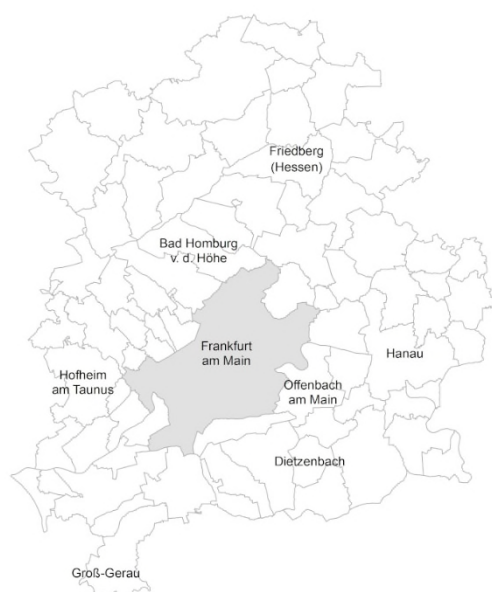 Friedberg
(Hessen)
Bad Homburg
v. d. Höhe
Frankfurt
am Main
Hanau
Hofheim
am Taunus
Offenbach
am Main
Dietzenbach
Groß-Gerau